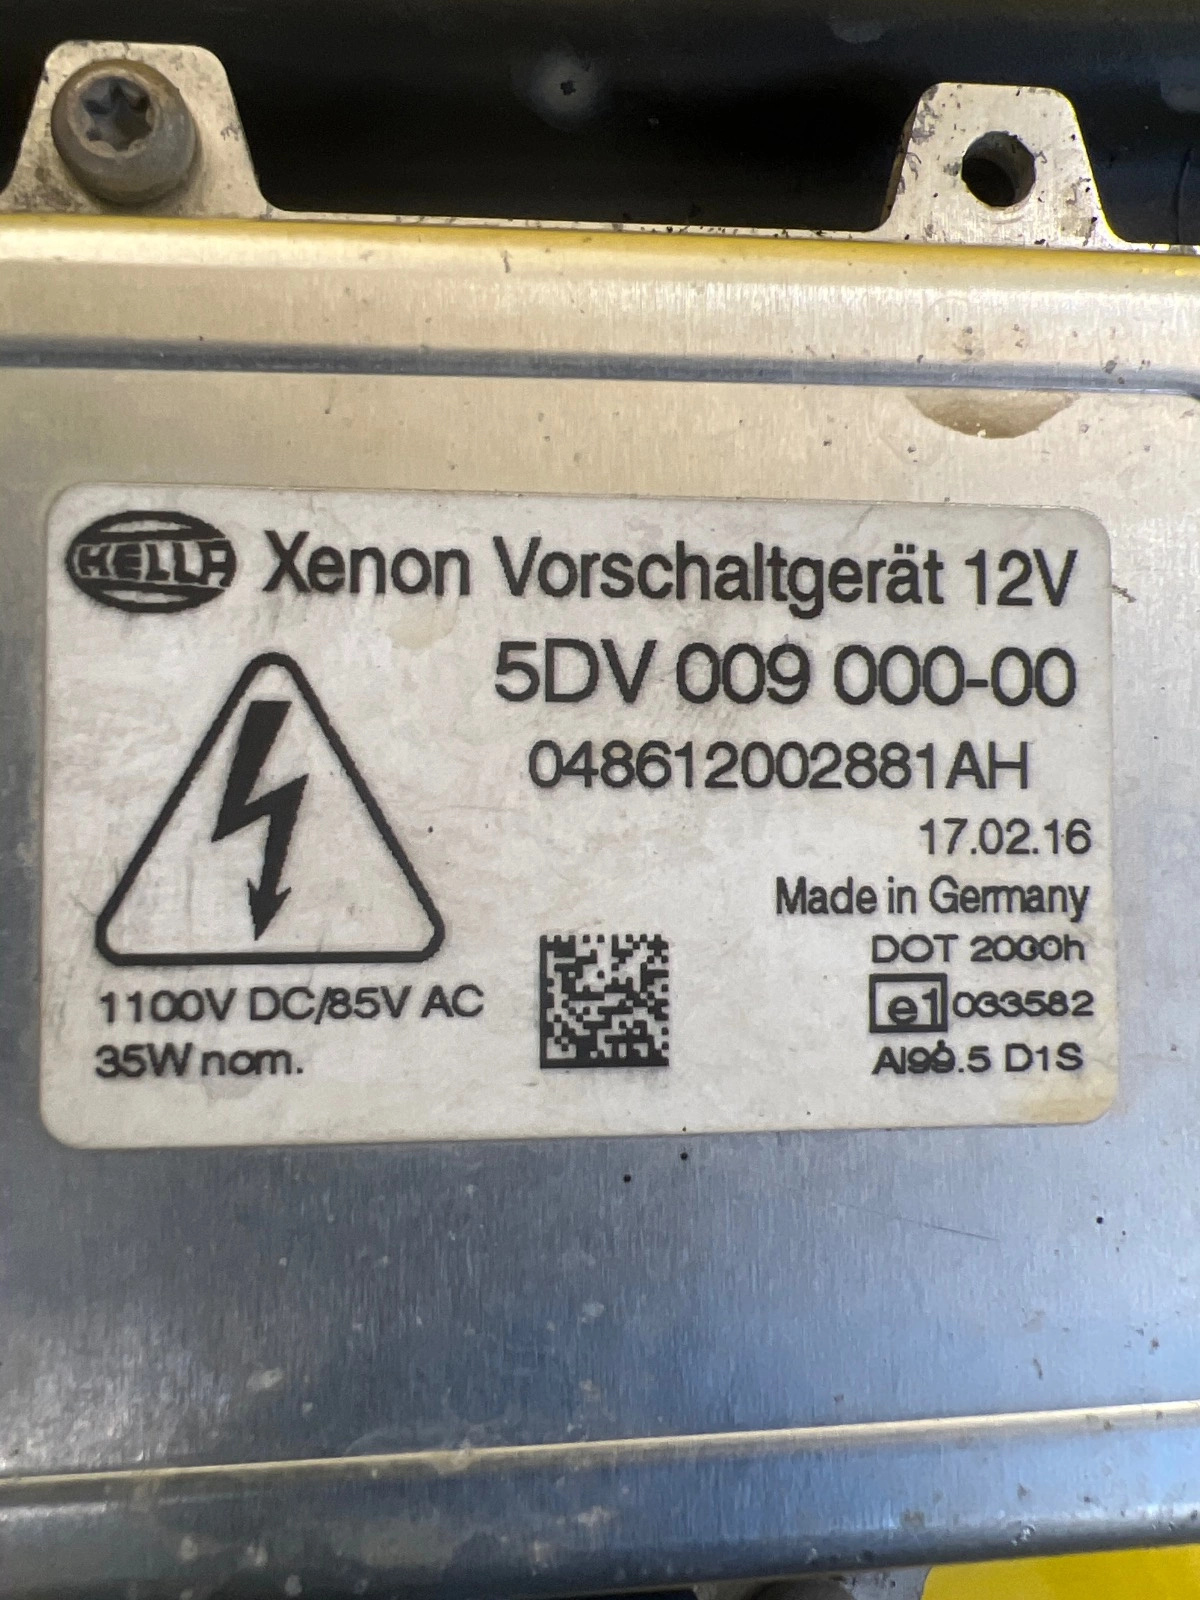 HELLA Xenon Vorschaltgerät 12V
5DV 009 000-00
048612002881AH
17.02.16
Made in Germany
DOT 2000h
e1 033582
Al99.5 D1S
1100V DC/85V AC
35W nom.